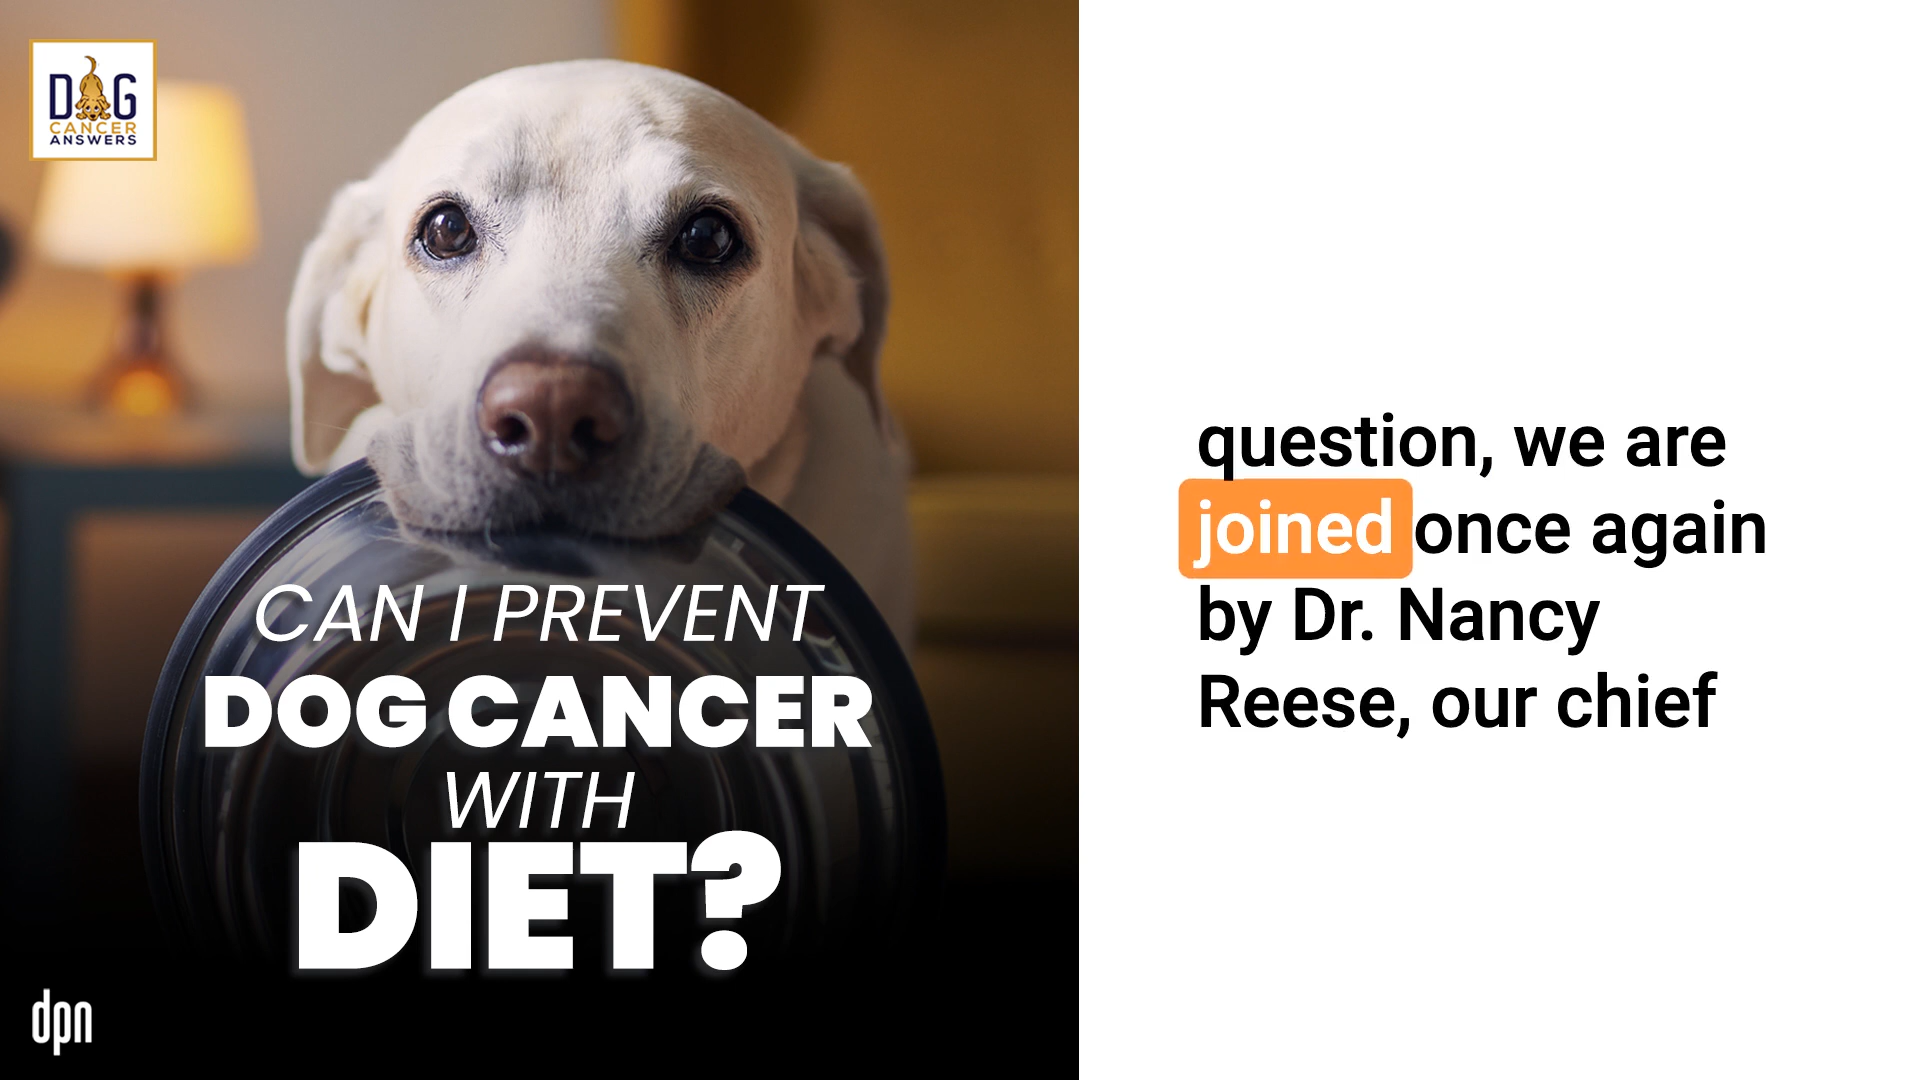 DOG
CANCER
ANSWERS
CAN I PREVENT
DOG CANCER
WITH
DIET?
dpn
question, we are
joined once again
by Dr. Nancy
Reese, our chief